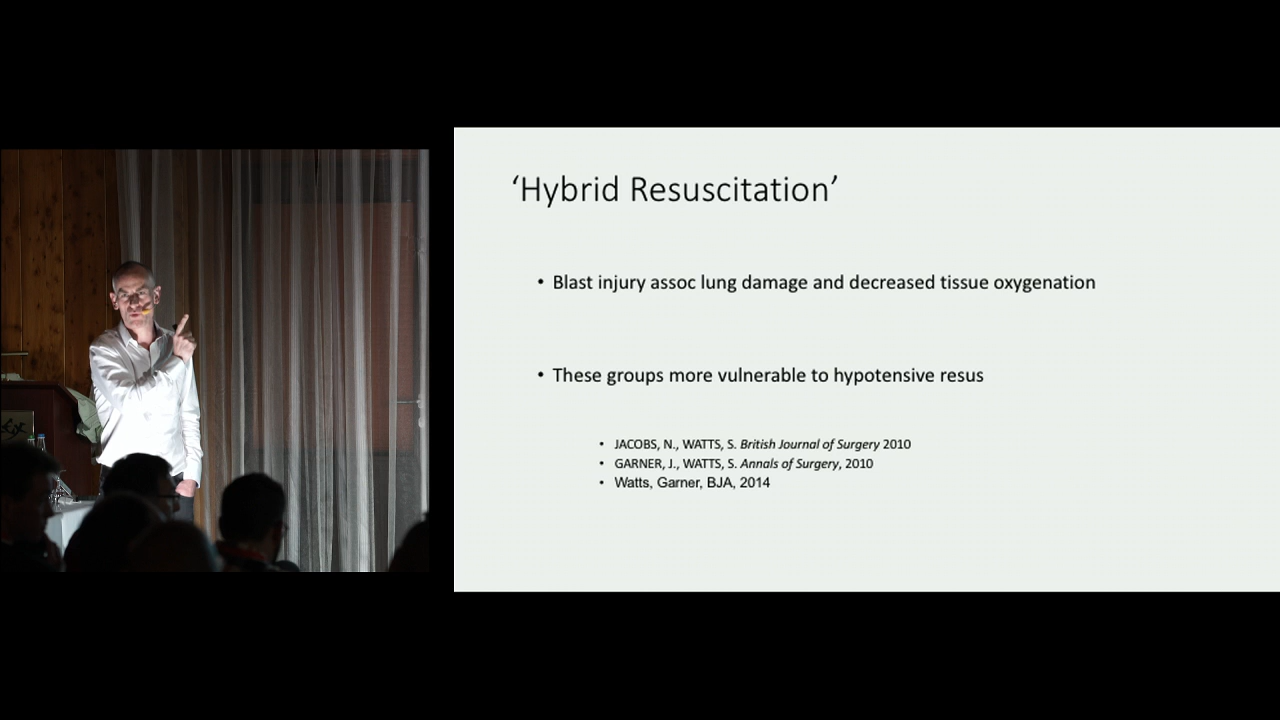 ‘Hybrid Resuscitation’
• Blast injury assoc lung damage and decreased tissue oxygenation
• These groups more vulnerable to hypotensive resus
• JACOBS, N., WATTS, S. British Journal of Surgery 2010
• GARNER, J., WATTS, S. Annals of Surgery, 2010
• Watts, Garner, BJA, 2014